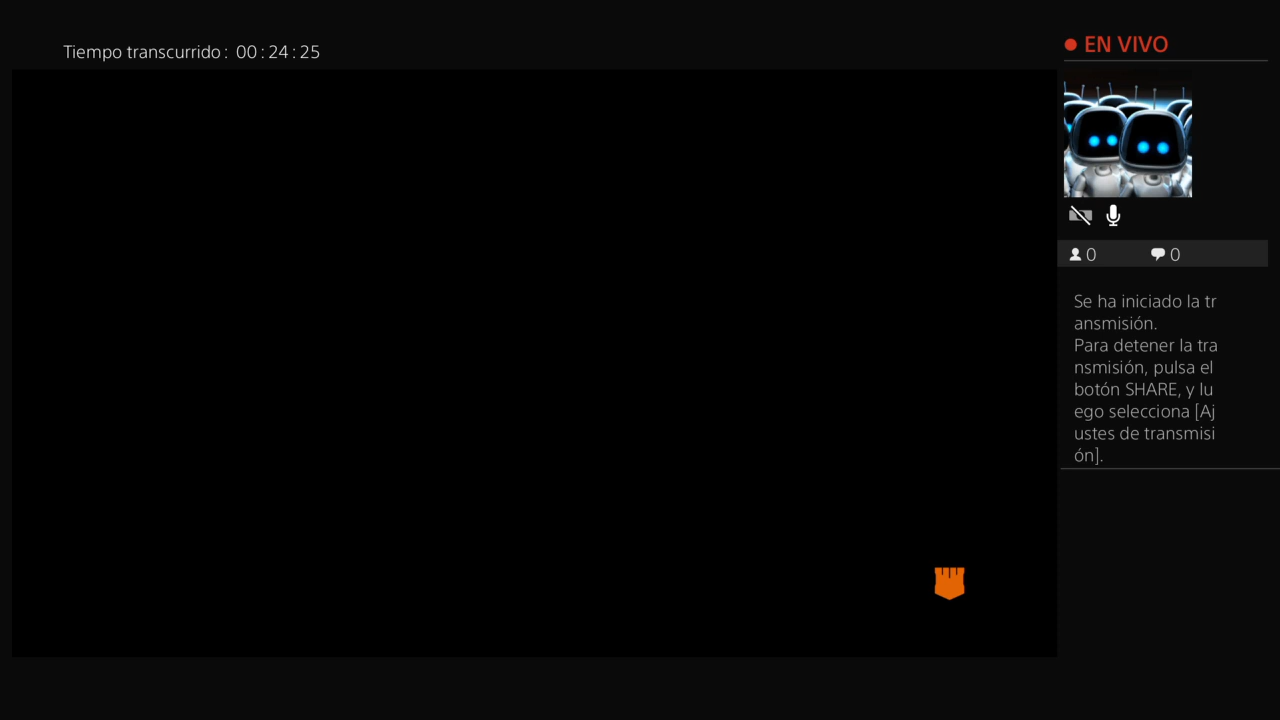 Tiempo transcurrido : 00 : 24 : 25
EN VIVO
0
0
Se ha iniciado la tr
ansmisión.
Para detener la tra
nsmisión, pulsa el
botón SHARE, y lu
ego selecciona [Aj
ustes de transmisi
ón].